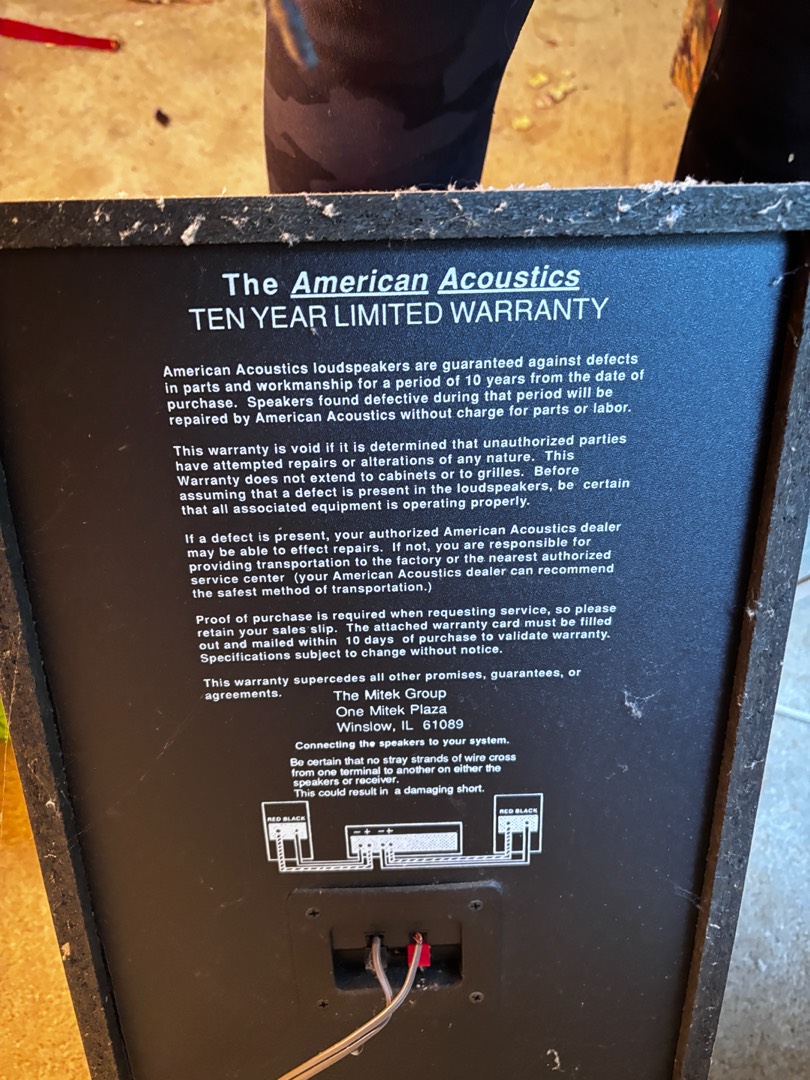 The American Acoustics
TEN YEAR LIMITED WARRANTY
American Acoustics loudspeakers are guaranteed against defects
in parts and workmanship for a period of 10 years from the date of
purchase. Speakers found defective during that period will be
repaired by American Acoustics without charge for parts or labor.
This warranty is void if it is determined that unauthorized parties
have attempted repairs or alterations of any nature. This
Warranty does not extend to cabinets or to grilles. Before
assuming that a defect is present in the loudspeakers, be certain
that all associated equipment is operating properly.
If a defect is present, your authorized American Acoustics dealer
may be able to effect repairs. If not, you are responsible for
providing transportation to the factory or the nearest authorized
service center (your American Acoustics dealer can recommend
the safest method of transportation.)
Proof of purchase is required when requesting service, so please
retain your sales slip. The attached warranty card must be filled
out and mailed within 10 days of purchase to validate warranty.
Specifications subject to change without notice.
This warranty supercedes all other promises, guarantees, or
agreements.
The Mitek Group
One Mitek Plaza
Winslow, IL 61089
Connecting the speakers to your system.
Be certain that no stray strands of wire cross
from one terminal to another on either the
speakers or receiver.
This could result in a damaging short.
RED BLACK
- + - +
RED BLACK